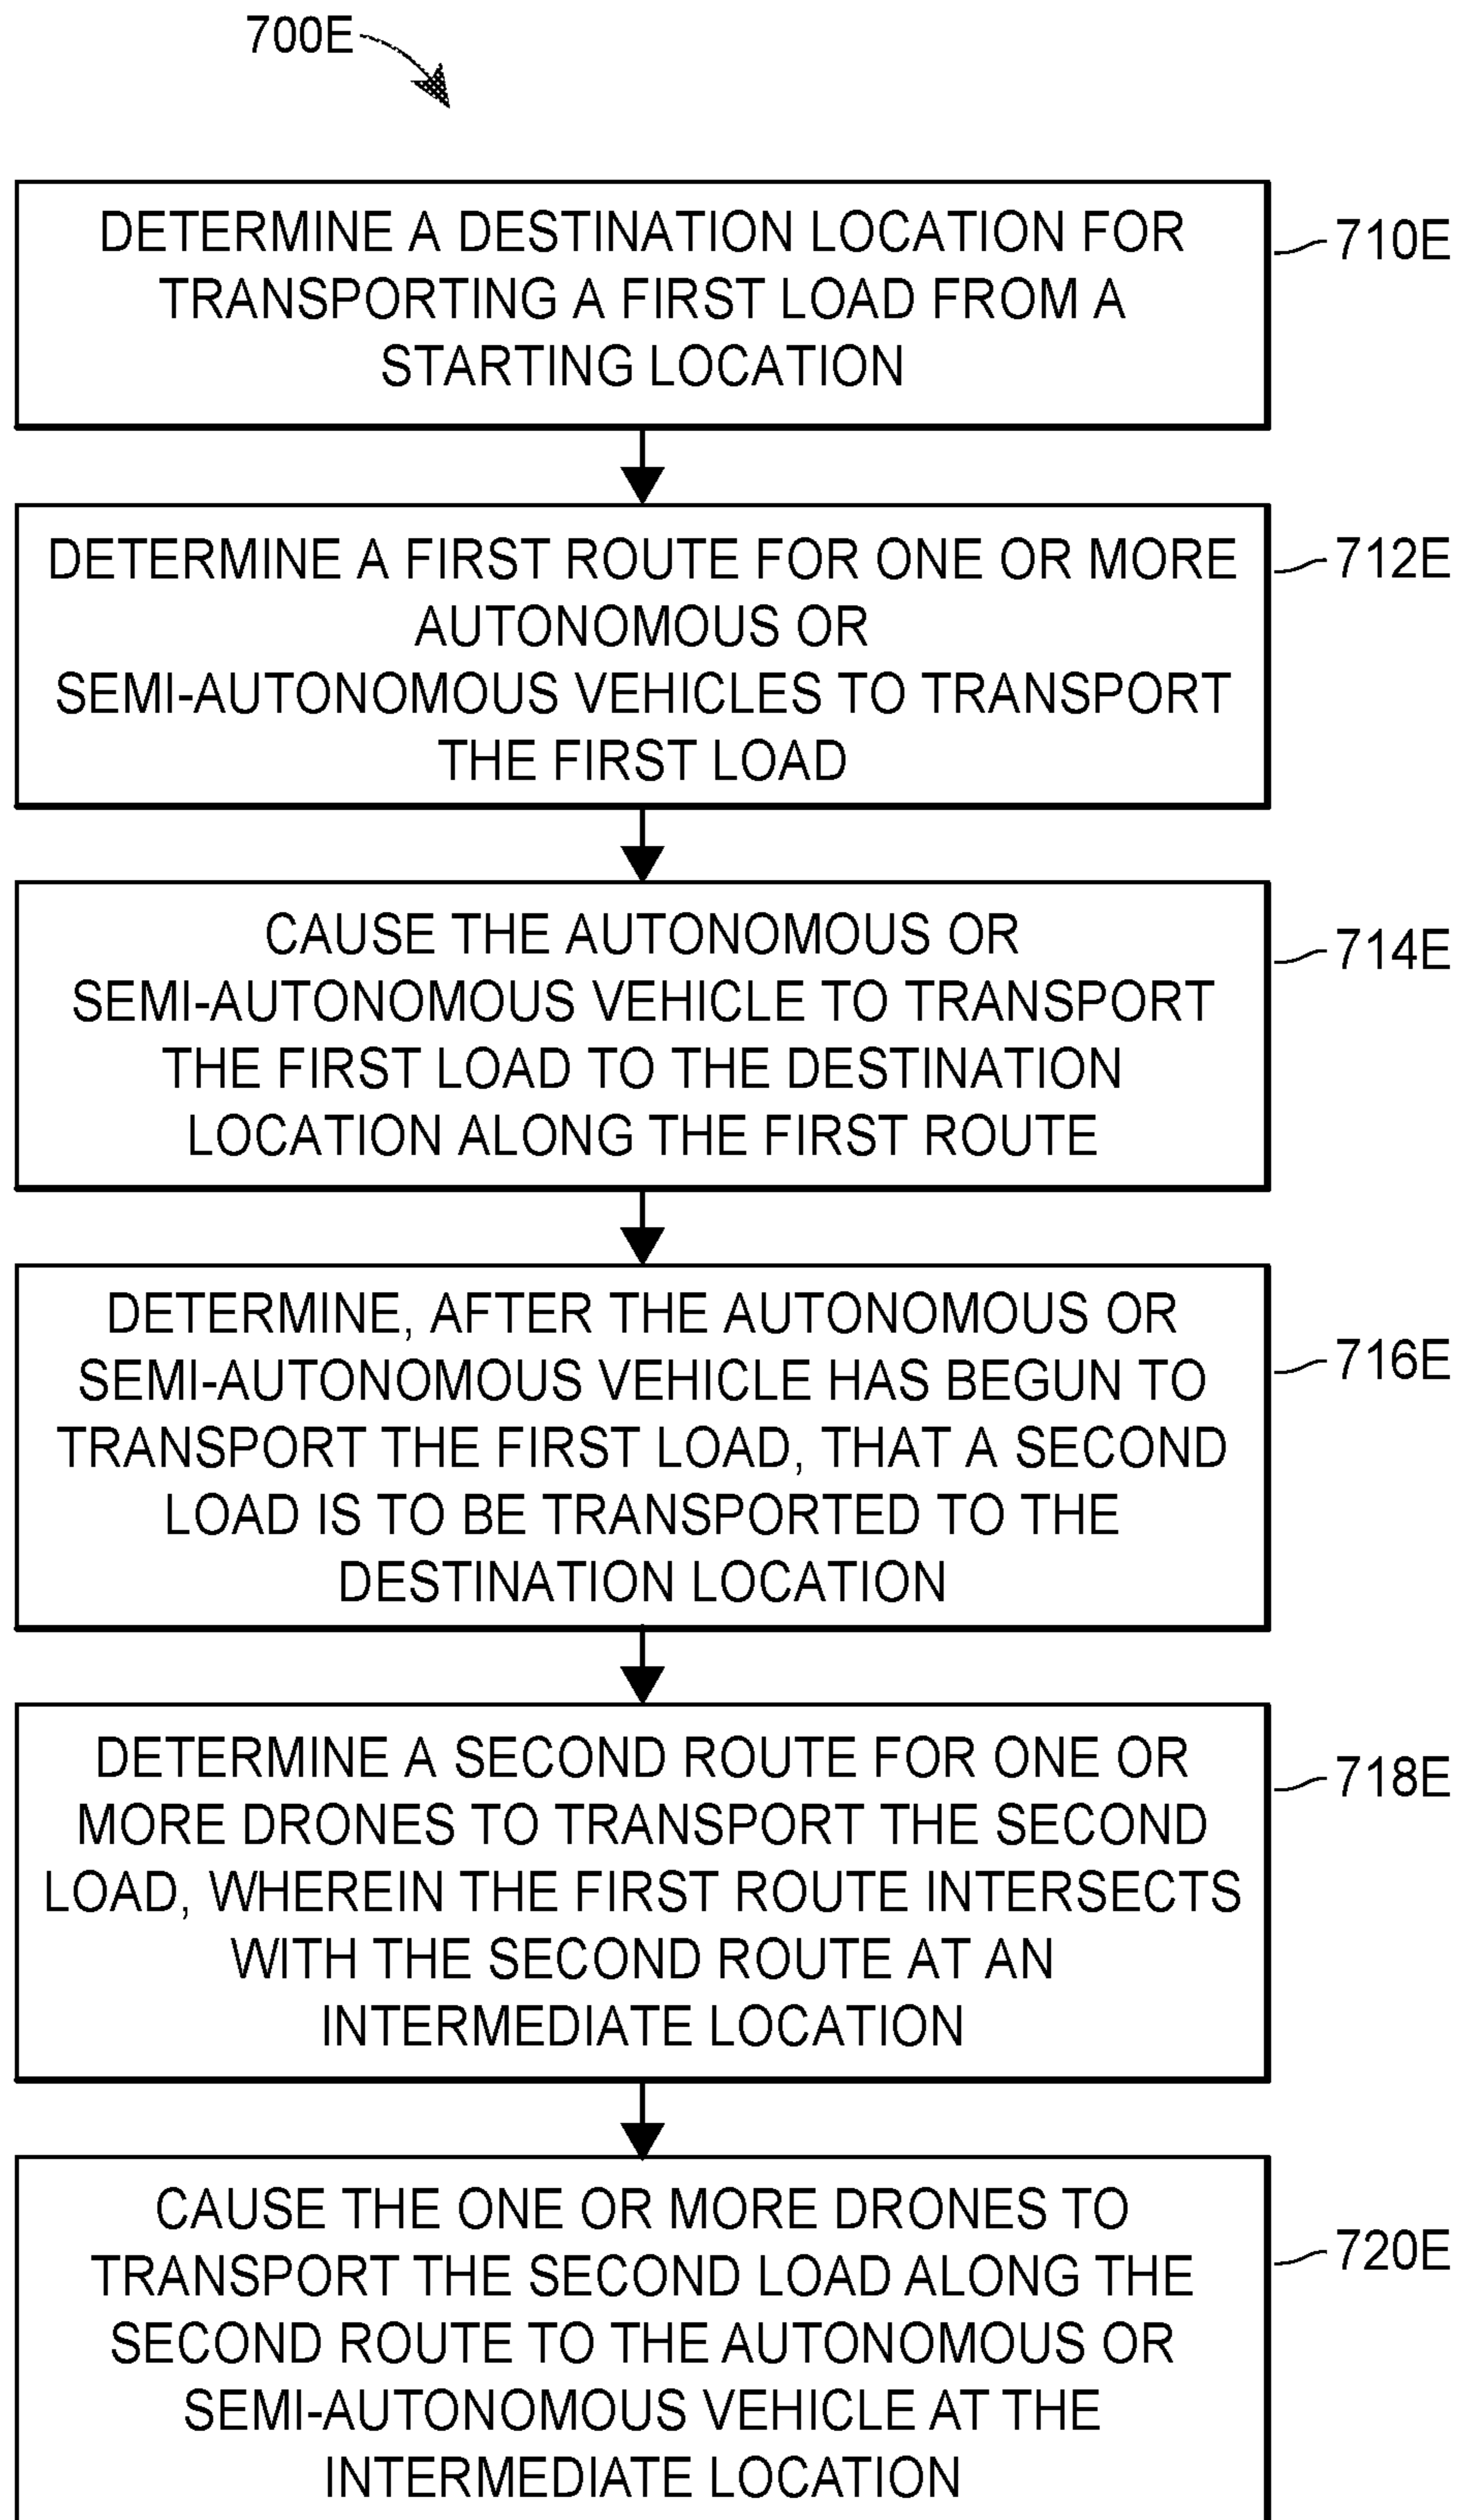 700E
DETERMINE A DESTINATION LOCATION FOR
TRANSPORTING A FIRST LOAD FROM A
STARTING LOCATION
710E
DETERMINE A FIRST ROUTE FOR ONE OR MORE
AUTONOMOUS OR
SEMI-AUTONOMOUS VEHICLES TO TRANSPORT
THE FIRST LOAD
712E
CAUSE THE AUTONOMOUS OR
SEMI-AUTONOMOUS VEHICLE TO TRANSPORT
THE FIRST LOAD TO THE DESTINATION
LOCATION ALONG THE FIRST ROUTE
714E
DETERMINE, AFTER THE AUTONOMOUS OR
SEMI-AUTONOMOUS VEHICLE HAS BEGUN TO
TRANSPORT THE FIRST LOAD, THAT A SECOND
LOAD IS TO BE TRANSPORTED TO THE
DESTINATION LOCATION
716E
DETERMINE A SECOND ROUTE FOR ONE OR
MORE DRONES TO TRANSPORT THE SECOND
LOAD, WHEREIN THE FIRST ROUTE INTERSECTS
WITH THE SECOND ROUTE AT AN
INTERMEDIATE LOCATION
718E
CAUSE THE ONE OR MORE DRONES TO
TRANSPORT THE SECOND LOAD ALONG THE
SECOND ROUTE TO THE AUTONOMOUS OR
SEMI-AUTONOMOUS VEHICLE AT THE
INTERMEDIATE LOCATION
720E